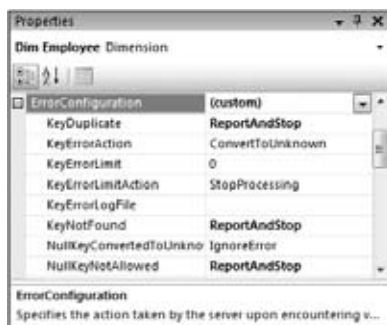 Properties
Dim Employee Dimension
ErrorConfiguration (custom)
KeyDuplicate ReportAndStop
KeyErrorAction ConvertToUnknown
KeyErrorLimit 0
KeyErrorLimitAction StopProcessing
KeyErrorLogFile
KeyNotFound ReportAndStop
NullKeyConvertedToUnkno IgnoreError
NullKeyNotAllowed ReportAndStop
ErrorConfiguration
Specifies the action taken by the server upon encountering v...